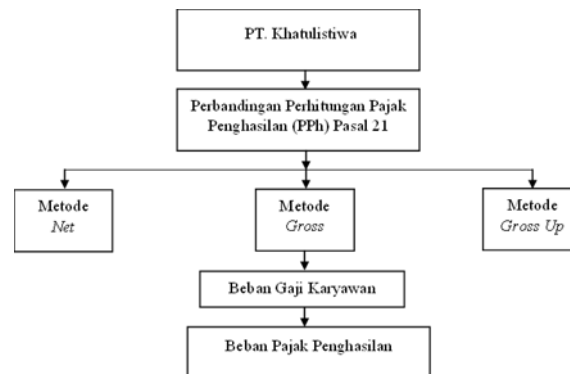 PT. Khatulistiwa
Perbandingan Perhitungan Pajak
Penghasilan (PPh) Pasal 21
Metode
Net
Metode
Gross
Metode
Gross Up
Beban Gaji Karyawan
Beban Pajak Penghasilan